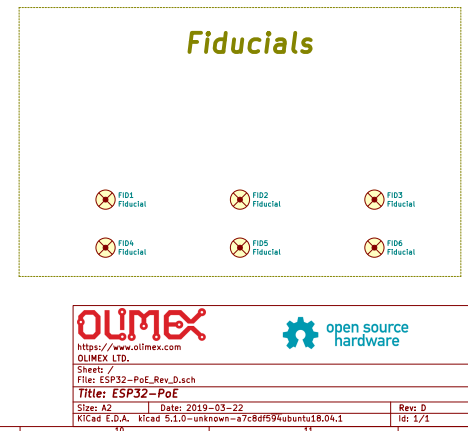 Fiducials
FID1 FID2 FID3
Fiducial Fiducial Fiducial
FID4 FID5 FID6
Fiducial Fiducial Fiducial
OLIMEX
open source
hardware
https://www.olimex.com
OLIMEX LTD.
Sheet: /
File: ESP32-PoE_Rev_D.sch
Title: ESP32-PoE
Size: A2 Date: 2019-03-22 Rev: D
KiCad E.D.A. kicad 5.1.0-unknown-a7c8df594ubuntu18.04.1 Id: 1/1
10 11